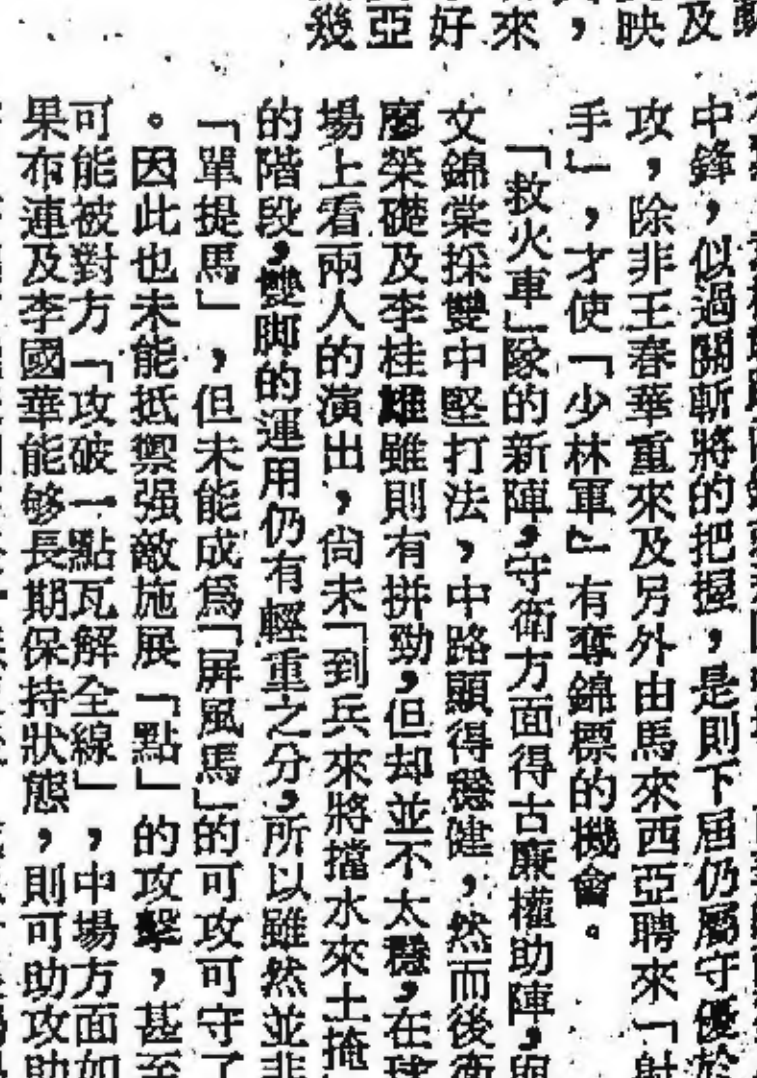 及
映
，
來
好
亞
幾
中鋒，似過關斬將的把握，是則下屆仍屬守優於
攻，除非王春華重來及另外由馬來西亞聘來「射
手」，才使「少林軍」有奪錦標的機會。
「救火車」隊的新陣，守衛方面得古廉權助陣，與
文錦棠採雙中堅打法，中路顯得穩健，然而後衛
廖榮礎及李桂雄雖則有拼勁，但却並不太穩，在球
場上看兩人的演出，尙未「到兵來將擋水來土掩
的階段，雙脚的運用仍有輕重之分，所以雖然並非
「單提馬」，但未能成爲「屏風馬」的可攻可守了
。因此也未能抵禦强敵施展「點」的攻擊，甚至
可能被對方「攻破一點瓦解全線」，中場方面如
果布連及李國華能够長期保持狀態，則可助攻助